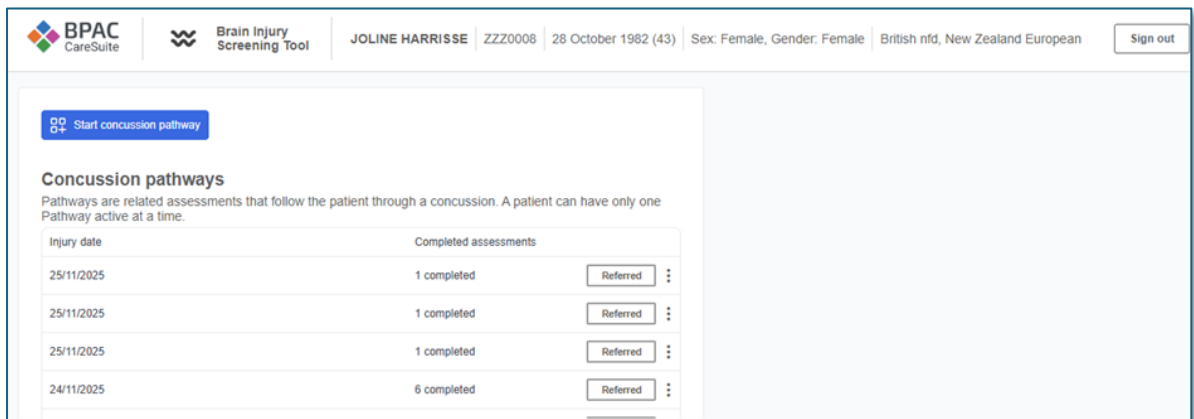 BPAC
CareSuite
Brain Injury
Screening Tool
JOLINE HARRISSE ZZZ0008 28 October 1982 (43) Sex: Female, Gender: Female British nfd, New Zealand European
Sign out
Start concussion pathway
Concussion pathways
Pathways are related assessments that follow the patient through a concussion. A patient can have only one
Pathway active at a time.
Injury date Completed assessments
25/11/2025 1 completed Referred
25/11/2025 1 completed Referred
25/11/2025 1 completed Referred
24/11/2025 6 completed Referred